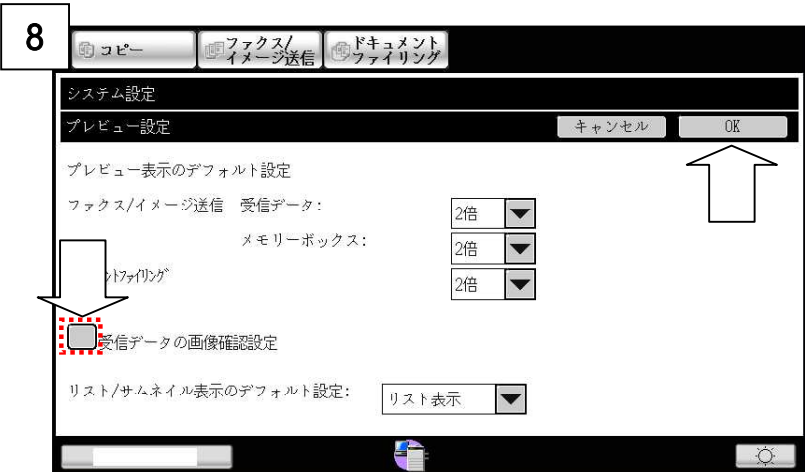 8
コピー
ファクス/
イメージ送信
ドキュメント
ファイリング
システム設定
プレビュー設定
キャンセル
OK
プレビュー表示のデフォルト設定
ファクス/イメージ送信 受信データ:
2倍
メモリーボックス:
2倍
ントファイリング
2倍
受信データの画像確認設定
リスト/サムネイル表示のデフォルト設定:
リスト表示